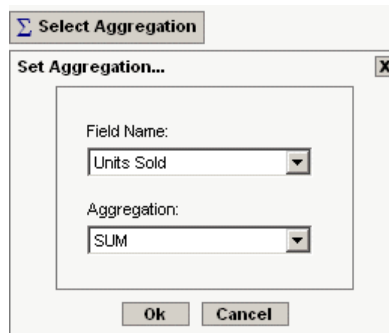 Σ Select Aggregation
Set Aggregation... X
Field Name:
Units Sold
Aggregation:
SUM
Ok Cancel